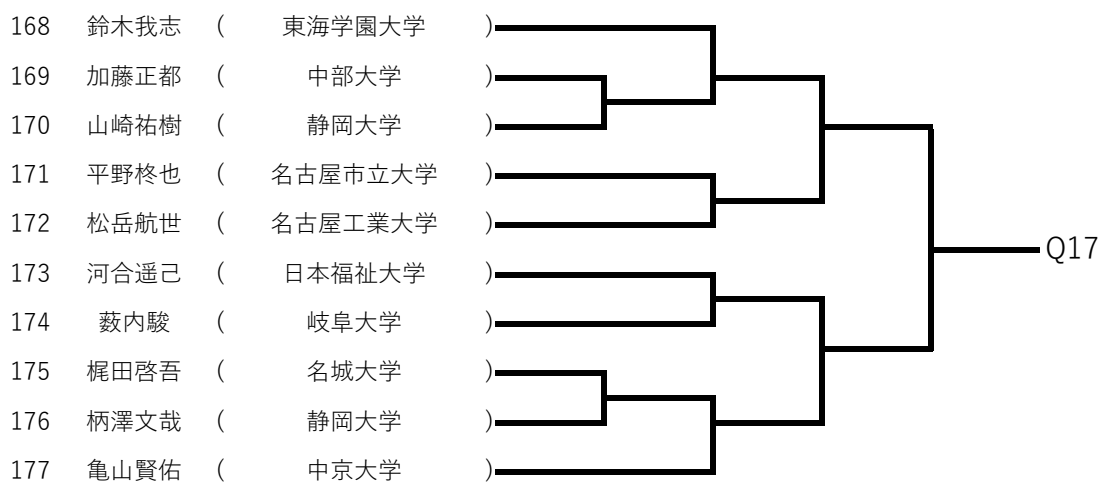 168 鈴木我志 ( 東海学園大学 )
169 加藤正都 ( 中部大学 )
170 山崎祐樹 ( 静岡大学 )
171 平野柊也 ( 名古屋市立大学 )
172 松岳航世 ( 名古屋工業大学 )
173 河合遥己 ( 日本福祉大学 )
Q17
174 薮内駿 ( 岐阜大学 )
175 梶田啓吾 ( 名城大学 )
176 柄澤文哉 ( 静岡大学 )
177 亀山賢佑 ( 中京大学 )